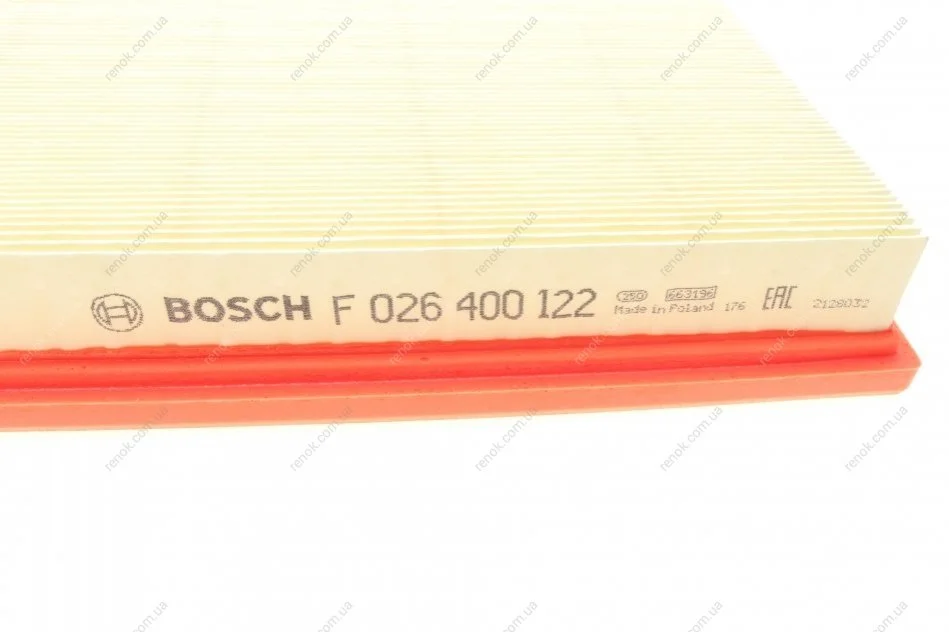 BOSCH F 026 400 122
250 663196
Made in Poland 176
EAC
2128032
renok.com.ua